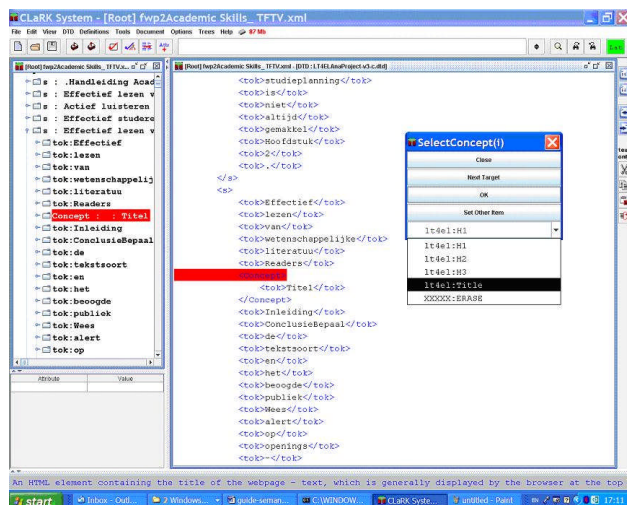 CLaRK System - [Root] fwp2Academic Skills_ TFTV.xml
File Edit View DTD Definitions Tools Document Options Trees Help 87 Mb
[Root] fwp2Academic Skills_ TFTV.x...
s : .Handleiding Acad
s : Effectief lezen v
s : Actief luisteren
s : Effectief studere
s : Effectief lezen v
tok:Effectief
tok:lezen
tok:van
tok:wetenschappelij
tok:literatuu
tok:Readers
Concept : : Titel
tok:Inleiding
tok:ConclusieBepaal
tok:de
tok:tekstsoort
tok:en
tok:het
tok:beoogde
tok:publiek
tok:Wees
tok:alert
tok:op
Attribute Value
[Root] fwp2Academic Skills_ TFTV.xml - [DTD : LT4ELAnaProject-v3-c.dtd]
<tok>studieplanning</tok>
<tok>is</tok>
<tok>niet</tok>
<tok>altijd</tok>
<tok>gemakkel</tok>
<tok>Hoofdstuk</tok>
<tok>2</tok>
<tok>.</tok>
</s>
<s>
<tok>Effectief</tok>
<tok>lezen</tok>
<tok>van</tok>
<tok>wetenschappelijke</tok>
<tok>literatuu</tok>
<tok>Readers</tok>
<Concept>
<tok>Titel</tok>
</Concept>
<tok>Inleiding</tok>
<tok>ConclusieBepaal</tok>
<tok>de</tok>
<tok>tekstsoort</tok>
<tok>en</tok>
<tok>het</tok>
<tok>beoogde</tok>
<tok>publiek</tok>
<tok>Wees</tok>
<tok>alert</tok>
<tok>op</tok>
<tok>openings</tok>
<tok>-</tok>
SelectConcept(i)
Close
Next Target
OK
Set Other Item
lt4el:H1
lt4el:H1
lt4el:H2
lt4el:H3
lt4el:Title
XXXXX:ERASE
An HTML element containing the title of the webpage - text, which is generally displayed by the browser at the top
start Inbox - Outl... 2 Windows... guide-seman... C:\WINDOW... CLaRK Syste... untitled - Paint EN 17:11